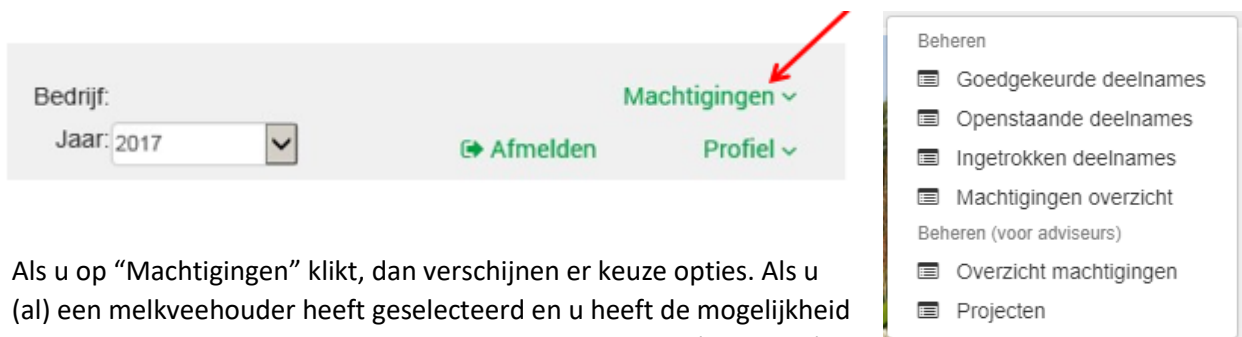 Bedrijf:
Machtigingen
Jaar: 2017
Afmelden
Profiel
Als u op “Machtigingen” klikt, dan verschijnen er keuze opties. Als u
(al) een melkveehouder heeft geselecteerd en u heeft de mogelijkheid
Beheren
Goedgekeurde deelnames
Openstaande deelnames
Ingetrokken deelnames
Machtigingen overzicht
Beheren (voor adviseurs)
Overzicht machtigingen
Projecten